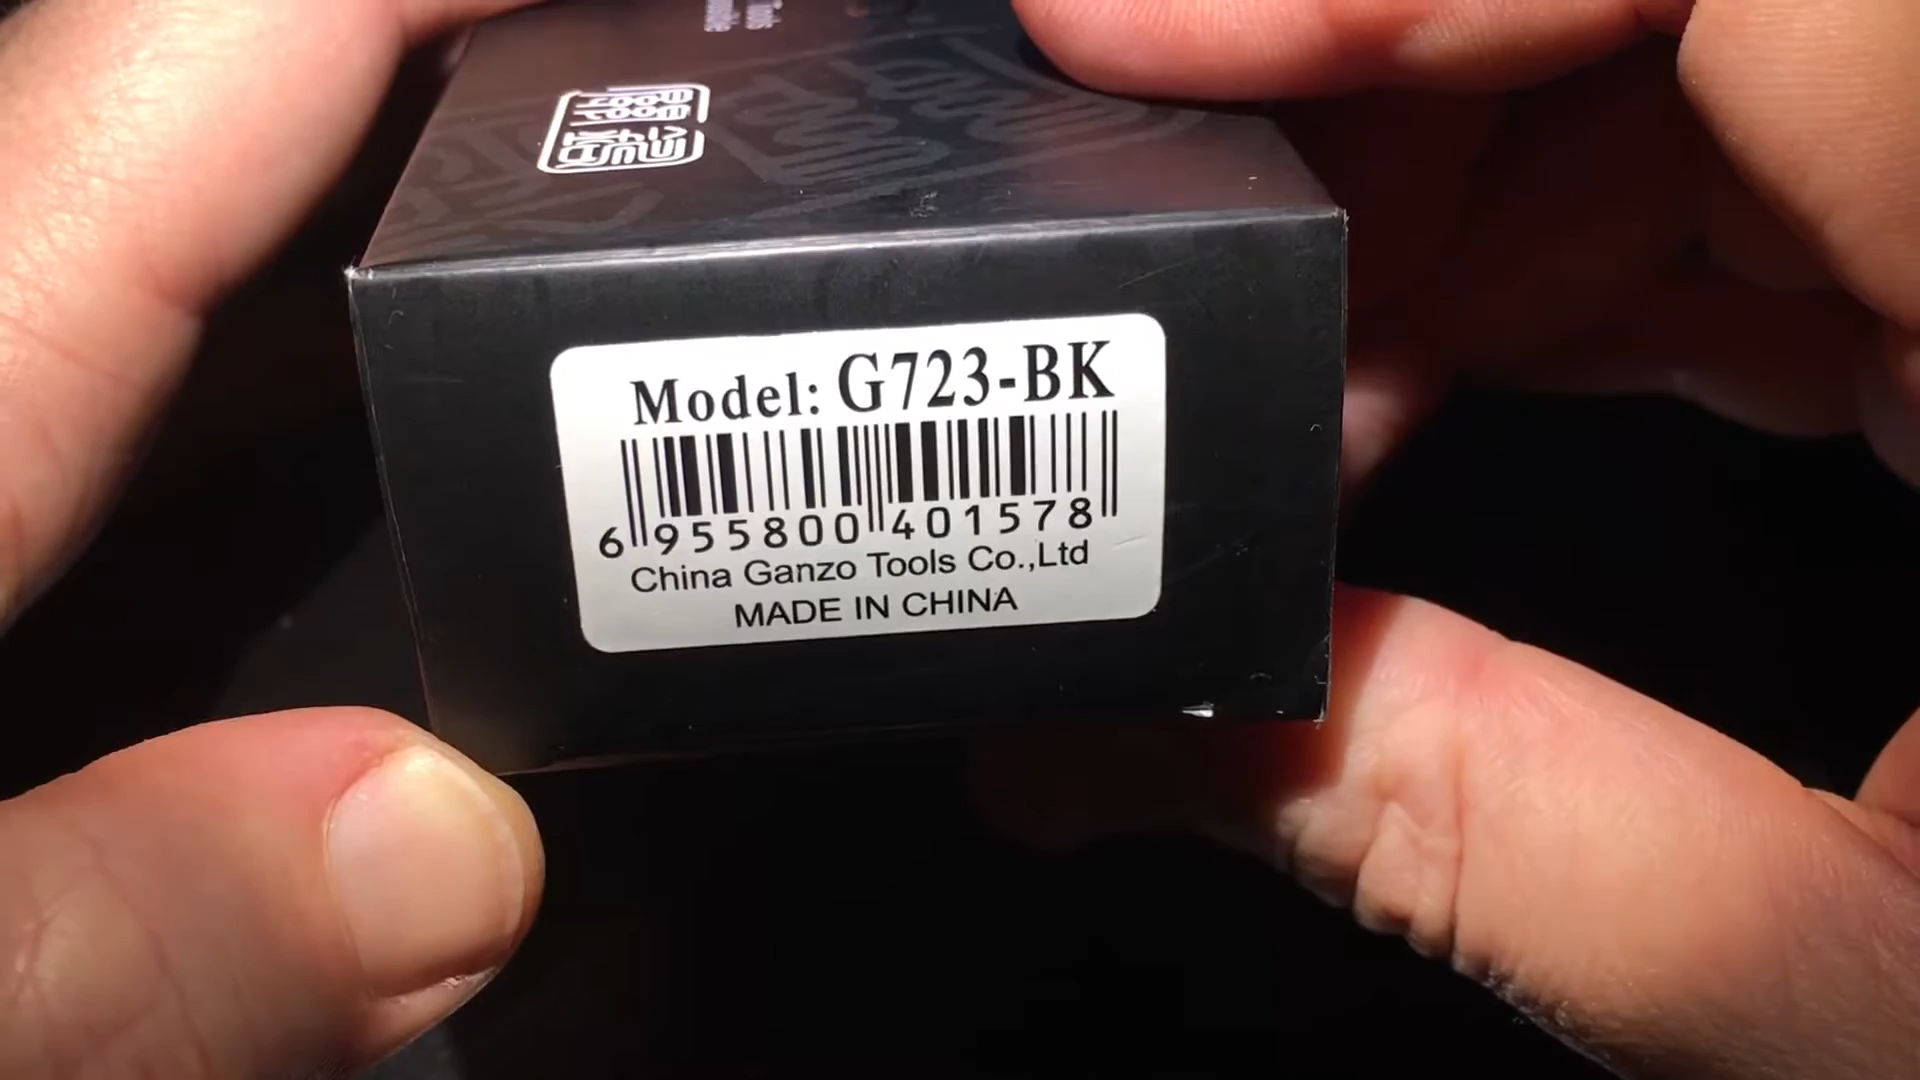 Model: G723-BK
6 955800 401578
China Ganzo Tools Co.,Ltd
MADE IN CHINA